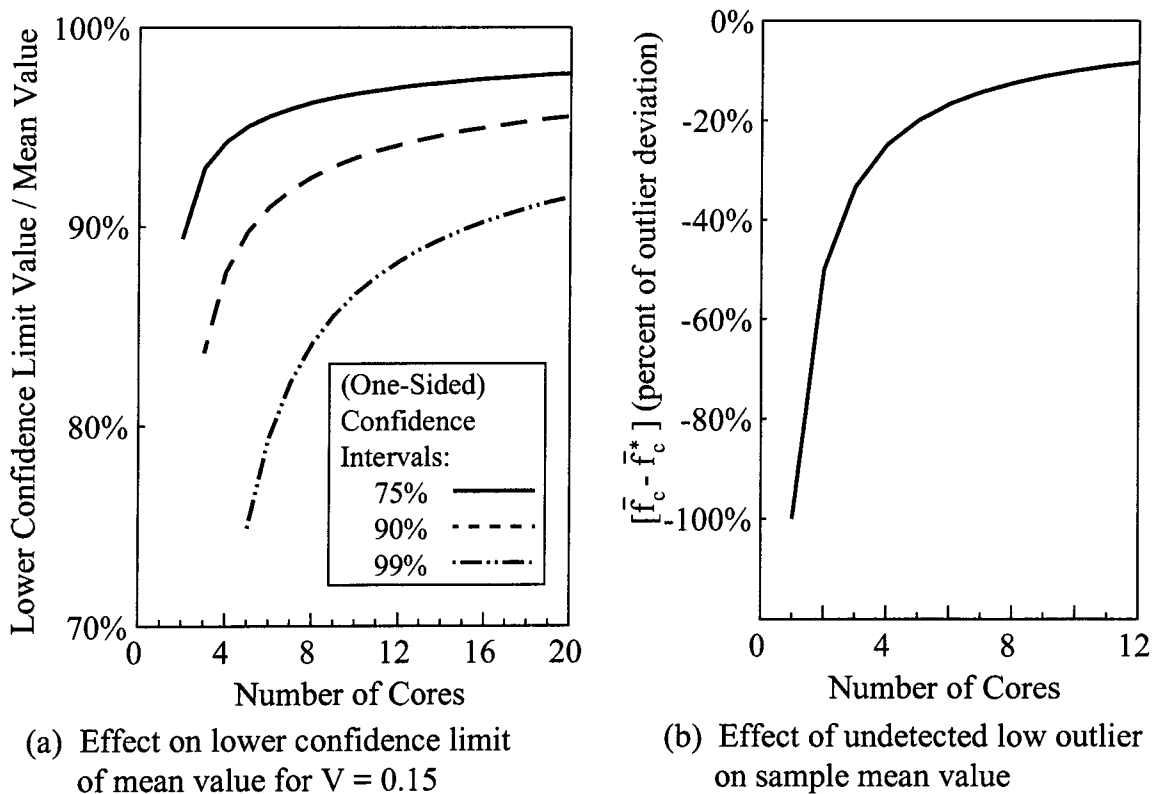 Lower Confidence Limit Value / Mean Value
100%
90%
80%
70%
0
4
8
12
16
20
(One-Sided)
Confidence
Intervals:
75%
90%
99%
Number of Cores
(a) Effect on lower confidence limit
of mean value for V = 0.15
[f̄c - f̄c*] (percent of outlier deviation)
0%
-20%
-40%
-60%
-80%
-100%
0
4
8
12
Number of Cores
(b) Effect of undetected low outlier
on sample mean value